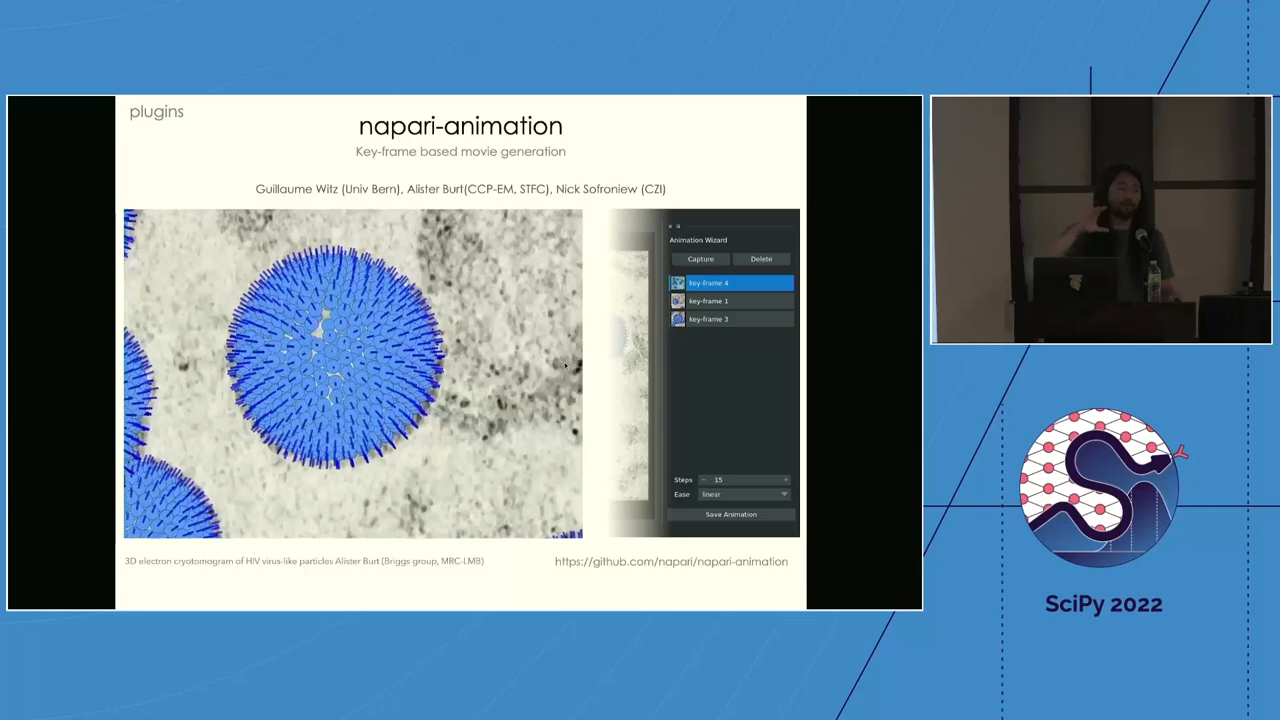 plugins
napari-animation
Key-frame based movie generation
Guillaume Witz (Univ Bern), Alister Burt(CCP-EM, STFC), Nick Sofroniew (CZI)
Animation Wizard
Capture Delete
key-frame 4
key-frame 1
key-frame 3
Steps − 15 +
Ease linear
Save Animation
3D electron cryotomogram of HIV virus-like particles Alister Burt (Briggs group, MRC-LMB)
https://github.com/napari/napari-animation
SciPy 2022